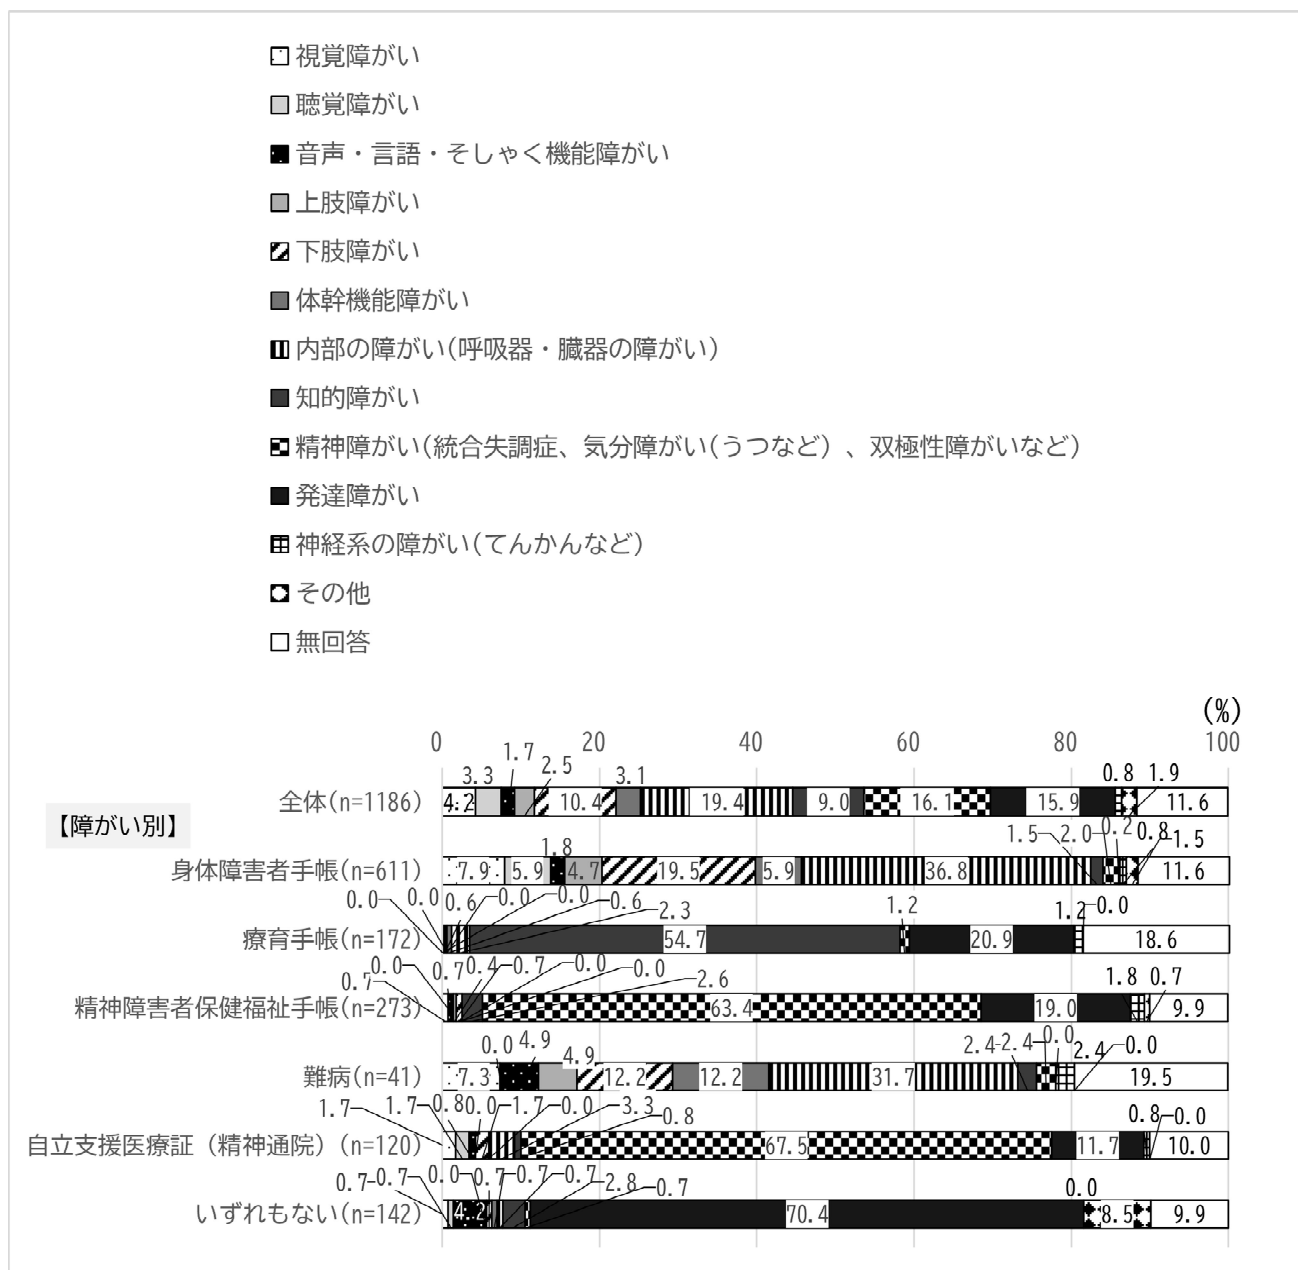 視覚障がい
聴覚障がい
音声・言語・そしゃく機能障がい
上肢障がい
下肢障がい
体幹機能障がい
内部の障がい(呼吸器・臓器の障がい)
知的障がい
精神障がい(統合失調症、気分障がい(うつなど)、双極性障がいなど)
発達障がい
神経系の障がい(てんかんなど)
その他
無回答
(%)
0 20 40 60 80 100
3.3 1.7 2.5 3.1 0.8 1.9
全体(n=1186) 4.2 10.4 19.4 9.0 16.1 15.9 11.6
【障がい別】
1.8 1.5 2.0 0.2 0.8 1.5
身体障害者手帳(n=611) 7.9 5.9 4.7 19.5 5.9 36.8 11.6
0.0 0.0 0.6 0.0 0.0 0.6 2.3 1.2 1.2 0.0
療育手帳(n=172) 54.7 20.9 18.6
0.7 0.0 0.7 0.4 0.7 0.0 0.0 2.6 1.8 0.7
精神障害者保健福祉手帳(n=273) 63.4 19.0 9.9
0.0 4.9 4.9 2.4 2.4 0.0 2.4 0.0
難病(n=41) 7.3 12.2 12.2 31.7 19.5
1.7 1.7 0.8 0.0 1.7 0.0 3.3 0.8 0.8 0.0
自立支援医療証(精神通院)(n=120) 67.5 11.7 10.0
0.7 0.7 0.0 0.7 0.7 0.7 2.8 0.7 0.0
いずれもない(n=142) 4.2 70.4 8.5 9.9